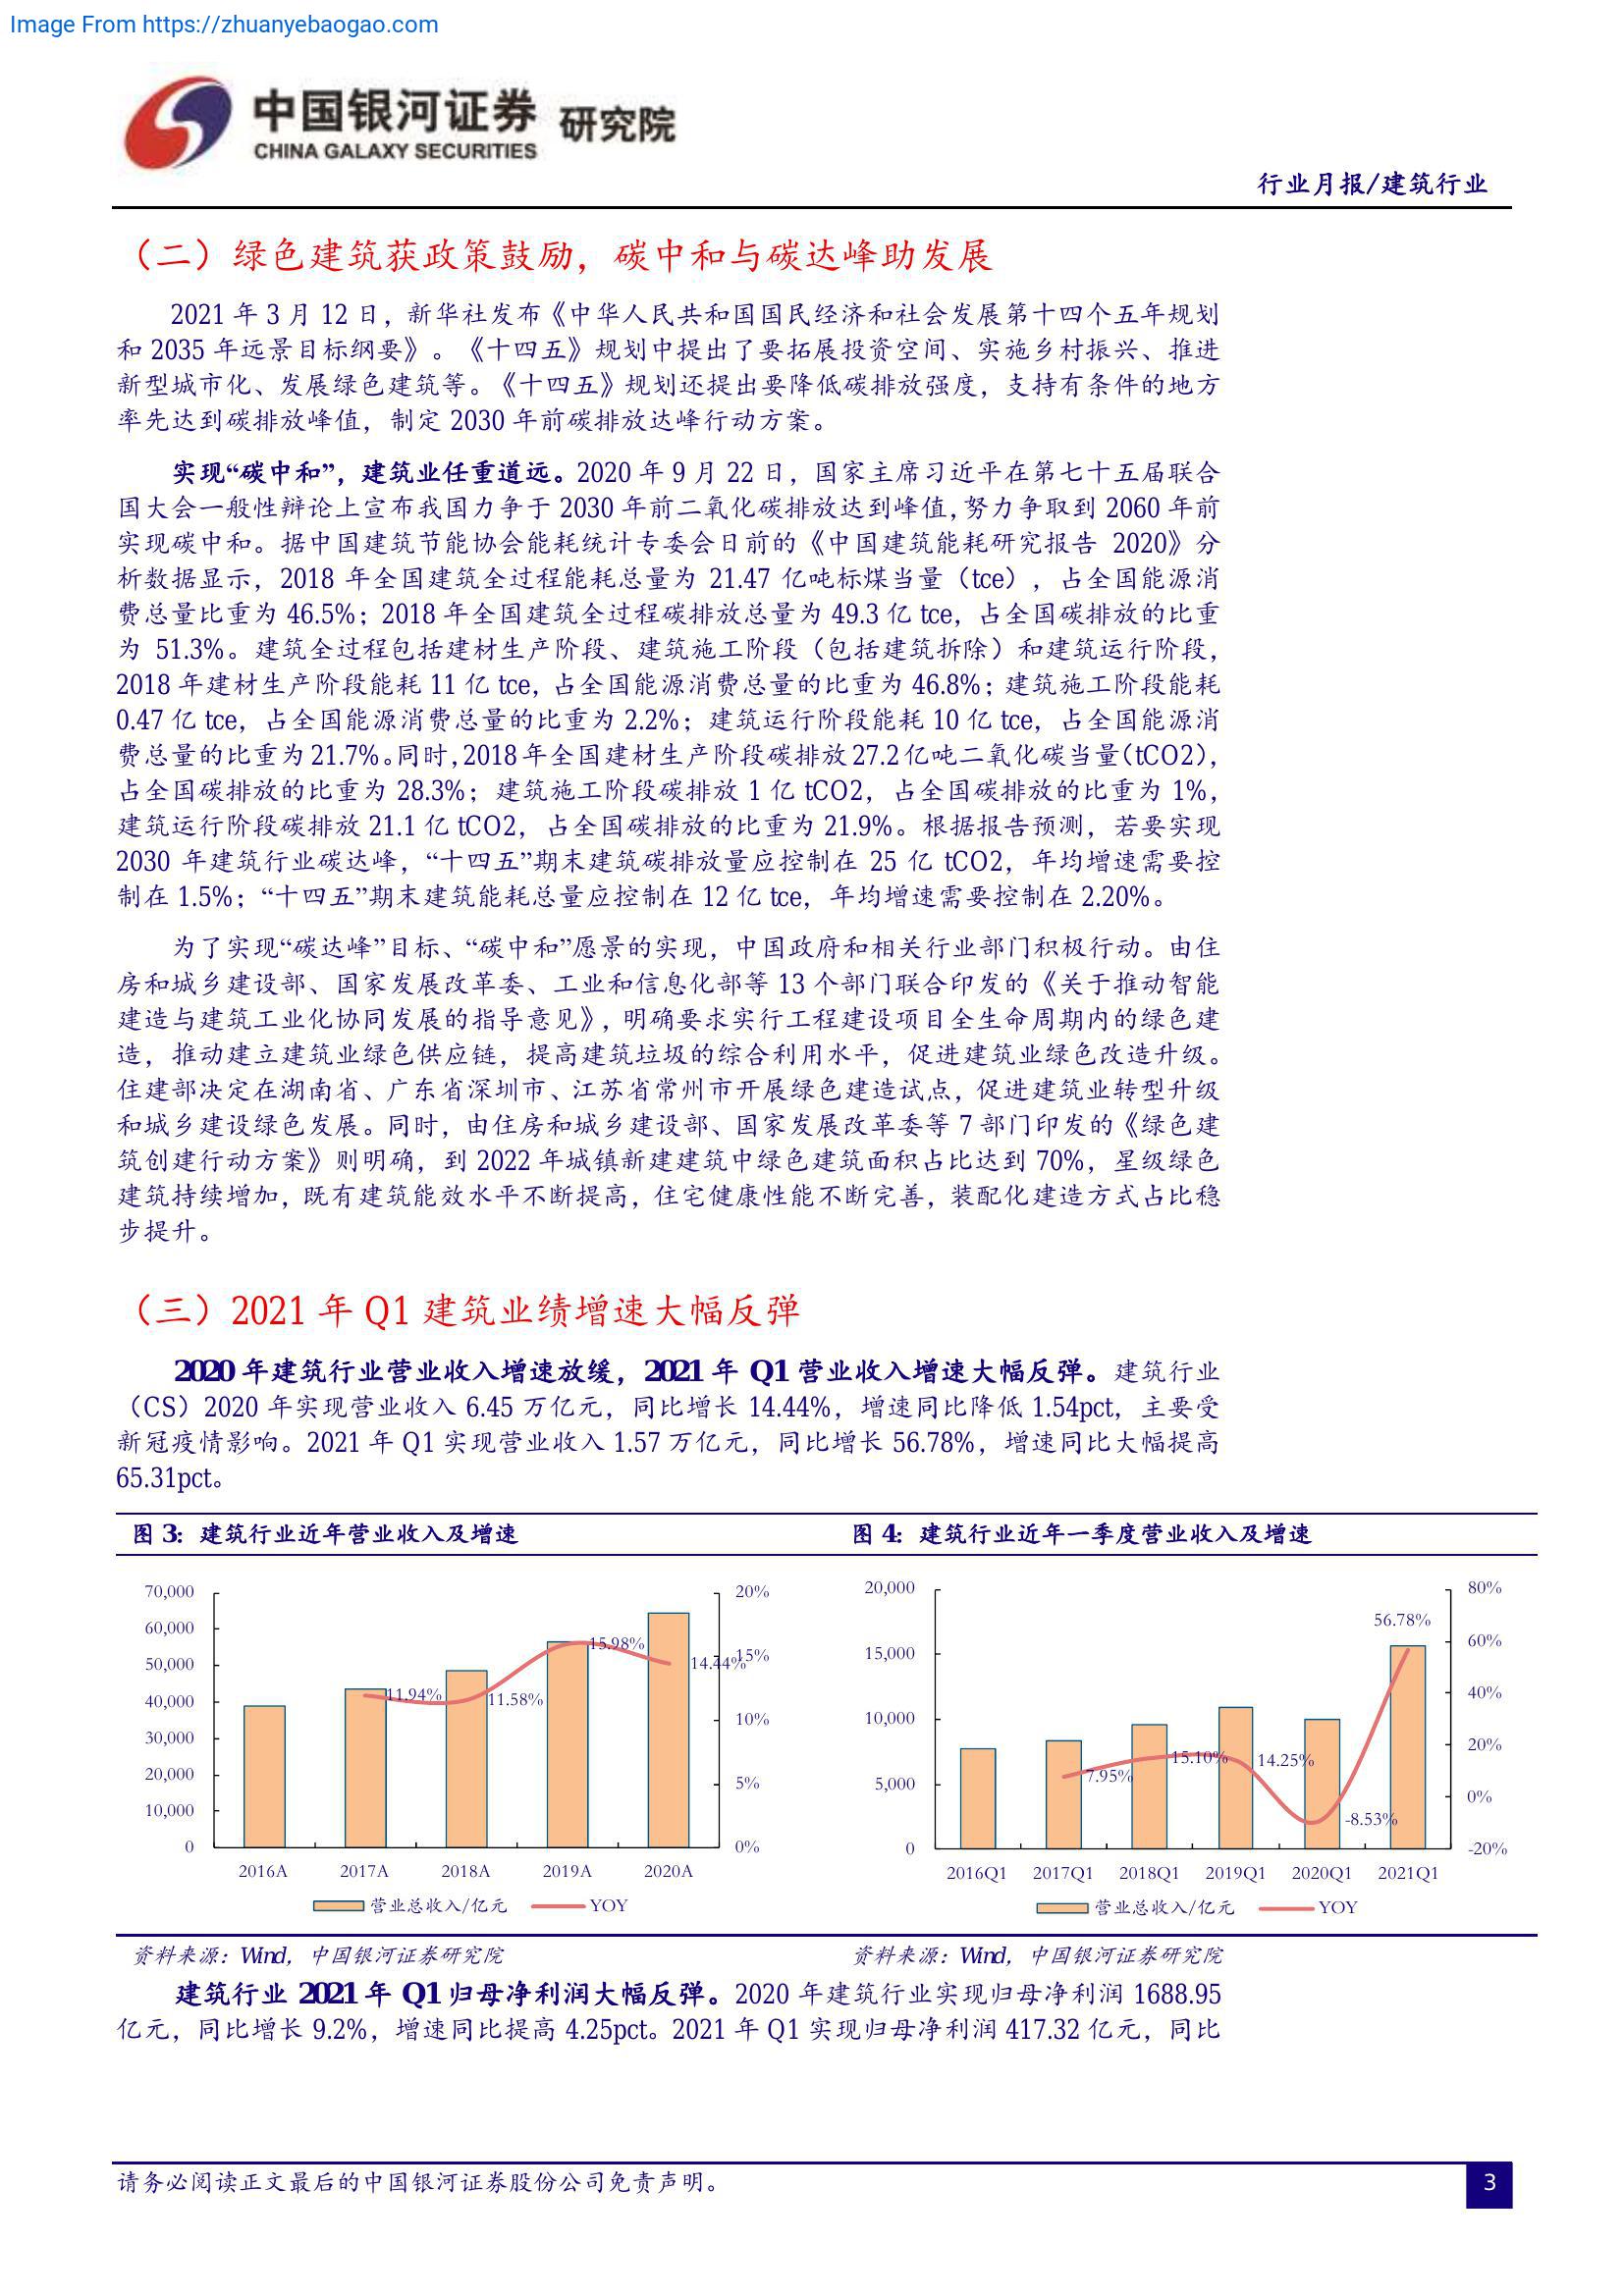 Image From https://zhuanyebaogao.com
中国银河证券 研究院
CHINA GALAXY SECURITIES
行业月报/建筑行业
（二）绿色建筑获政策鼓励，碳中和与碳达峰助发展
2021 年 3 月 12 日，新华社发布《中华人民共和国国民经济和社会发展第十四个五年规划
和 2035 年远景目标纲要》。《十四五》规划中提出了要拓展投资空间、实施乡村振兴、推进
新型城市化、发展绿色建筑等。《十四五》规划还提出要降低碳排放强度，支持有条件的地方
率先达到碳排放峰值，制定 2030 年前碳排放达峰行动方案。
实现“碳中和”，建筑业任重道远。2020 年 9 月 22 日，国家主席习近平在第七十五届联合
国大会一般性辩论上宣布我国力争于 2030 年前二氧化碳排放达到峰值，努力争取到 2060 年前
实现碳中和。据中国建筑节能协会能耗统计专委会日前的《中国建筑能耗研究报告 2020》分
析数据显示，2018 年全国建筑全过程能耗总量为 21.47 亿吨标煤当量（tce），占全国能源消
费总量比重为 46.5%；2018 年全国建筑全过程碳排放总量为 49.3 亿 tce，占全国碳排放的比重
为 51.3%。建筑全过程包括建材生产阶段、建筑施工阶段（包括建筑拆除）和建筑运行阶段，
2018 年建材生产阶段能耗 11 亿 tce，占全国能源消费总量的比重为 46.8%；建筑施工阶段能耗
0.47 亿 tce，占全国能源消费总量的比重为 2.2%；建筑运行阶段能耗 10 亿 tce，占全国能源消
费总量的比重为 21.7%。同时，2018 年全国建材生产阶段碳排放 27.2 亿吨二氧化碳当量（tCO2），
占全国碳排放的比重为 28.3%；建筑施工阶段碳排放 1 亿 tCO2，占全国碳排放的比重为 1%，
建筑运行阶段碳排放 21.1 亿 tCO2，占全国碳排放的比重为 21.9%。根据报告预测，若要实现
2030 年建筑行业碳达峰，“十四五”期末建筑碳排放量应控制在 25 亿 tCO2，年均增速需要控
制在 1.5%；“十四五”期末建筑能耗总量应控制在 12 亿 tce，年均增速需要控制在 2.20%。
为了实现“碳达峰”目标、“碳中和”愿景的实现，中国政府和相关行业部门积极行动。由住
房和城乡建设部、国家发展改革委、工业和信息化部等 13 个部门联合印发的《关于推动智能
建造与建筑工业化协同发展的指导意见》，明确要求实行工程建设项目全生命周期内的绿色建
造，推动建立建筑业绿色供应链，提高建筑垃圾的综合利用水平，促进建筑业绿色改造升级。
住建部决定在湖南省、广东省深圳市、江苏省常州市开展绿色建造试点，促进建筑业转型升级
和城乡建设绿色发展。同时，由住房和城乡建设部、国家发展改革委等 7 部门印发的《绿色建
筑创建行动方案》则明确，到 2022 年城镇新建建筑中绿色建筑面积占比达到 70%，星级绿色
建筑持续增加，既有建筑能效水平不断提高，住宅健康性能不断完善，装配化建造方式占比稳
步提升。
（三）2021 年 Q1 建筑业绩增速大幅反弹
2020 年建筑行业营业收入增速放缓，2021 年 Q1 营业收入增速大幅反弹。建筑行业
（CS）2020 年实现营业收入 6.45 万亿元，同比增长 14.44%，增速同比降低 1.54pct，主要受
新冠疫情影响。2021 年 Q1 实现营业收入 1.57 万亿元，同比增长 56.78%，增速同比大幅提高
65.31pct。
图 3：建筑行业近年营业收入及增速
70,000
60,000
50,000
40,000
30,000
20,000
10,000
0
20%
15%
10%
5%
0%
11.94%
11.58%
15.98%
14.44%
2016A 2017A 2018A 2019A 2020A
营业总收入/亿元 YOY
资料来源：Wind，中国银河证券研究院
图 4：建筑行业近年一季度营业收入及增速
20,000
15,000
10,000
5,000
0
80%
60%
40%
20%
0%
-20%
7.95%
15.10%
14.25%
-8.53%
56.78%
2016Q1 2017Q1 2018Q1 2019Q1 2020Q1 2021Q1
营业总收入/亿元 YOY
资料来源：Wind，中国银河证券研究院
建筑行业 2021 年 Q1 归母净利润大幅反弹。2020 年建筑行业实现归母净利润 1688.95
亿元，同比增长 9.2%，增速同比提高 4.25pct。2021 年 Q1 实现归母净利润 417.32 亿元，同比
请务必阅读正文最后的中国银河证券股份公司免责声明。
3